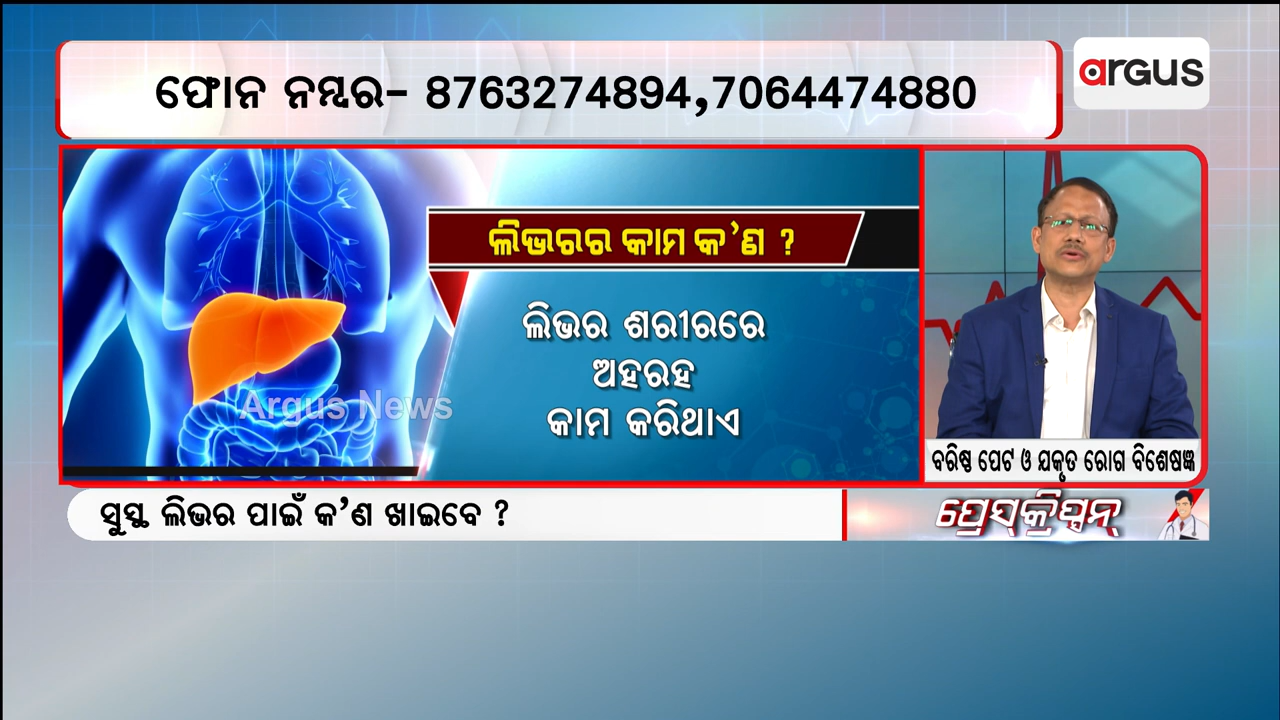 ଫୋନ ନମ୍ବର- 8763274894,7064474880
argus
ଲିଭରର କାମ କ'ଣ ?
ଲିଭର ଶରୀରରେ
ଅହରହ
କାମ କରିଥାଏ
Argus News
ବରିଷ୍ଠ ପେଟ ଓ ଯକୃତ ରୋଗ ବିଶେଷଜ୍ଞ
ସୁସ୍ଥ ଲିଭର ପାଇଁ କ'ଣ ଖାଇବେ ?
ପ୍ରେସ୍‌କ୍ରିପ୍ସନ୍